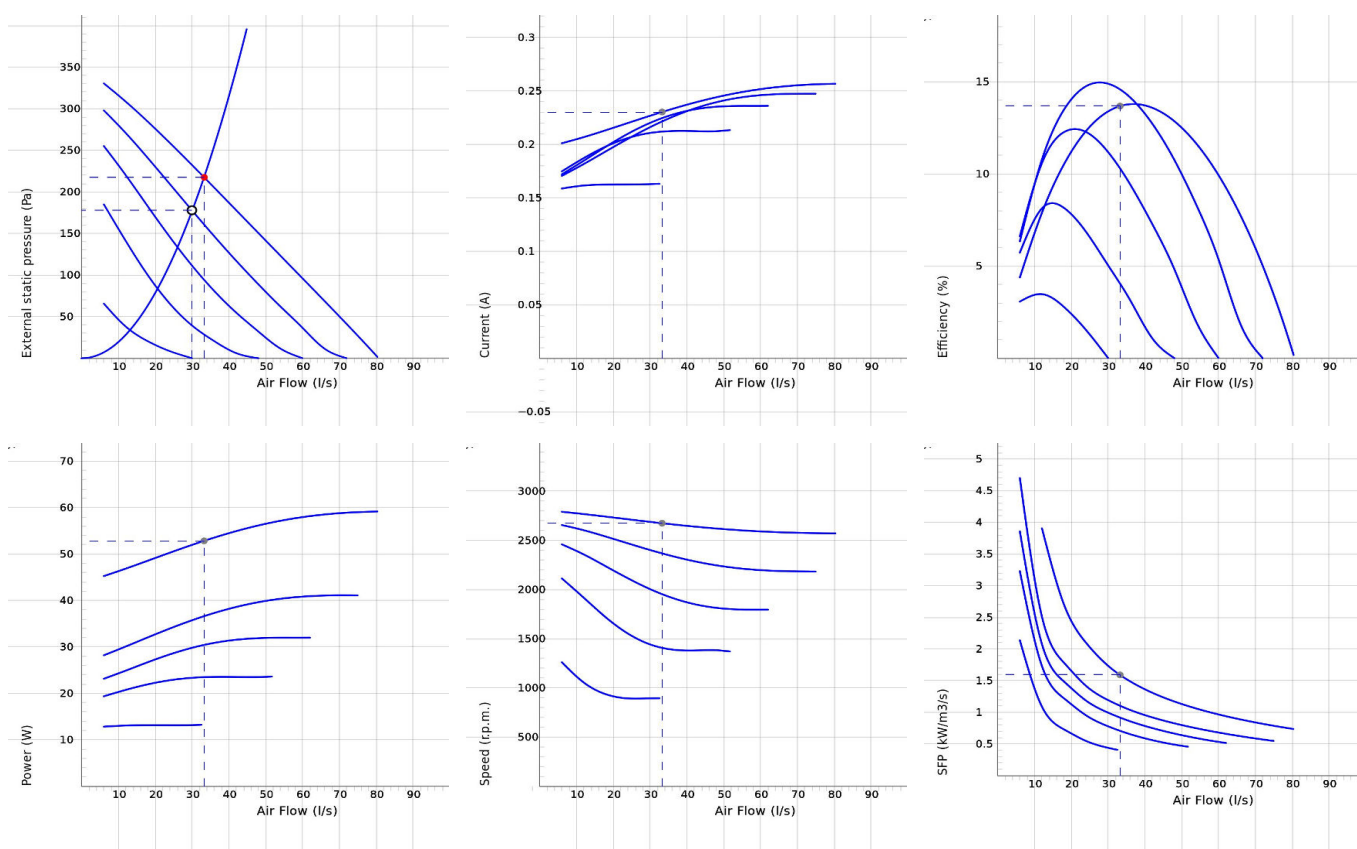 External static pressure (Pa)
350
300
250
200
150
100
50
10 20 30 40 50 60 70 80 90
Air Flow (l/s)
Current (A)
0.3
0.25
0.2
0.15
0.1
0.05
−0.05
10 20 30 40 50 60 70 80 90
Air Flow (l/s)
Efficiency (%)
15
10
5
10 20 30 40 50 60 70 80 90
Air Flow (l/s)
Power (W)
70
60
50
40
30
20
10
10 20 30 40 50 60 70 80 90
Air Flow (l/s)
Speed (r.p.m.)
3000
2500
2000
1500
1000
500
10 20 30 40 50 60 70 80 90
Air Flow (l/s)
SFP (kW/m3/s)
5
4.5
4
3.5
3
2.5
2
1.5
1
0.5
10 20 30 40 50 60 70 80 90
Air Flow (l/s)